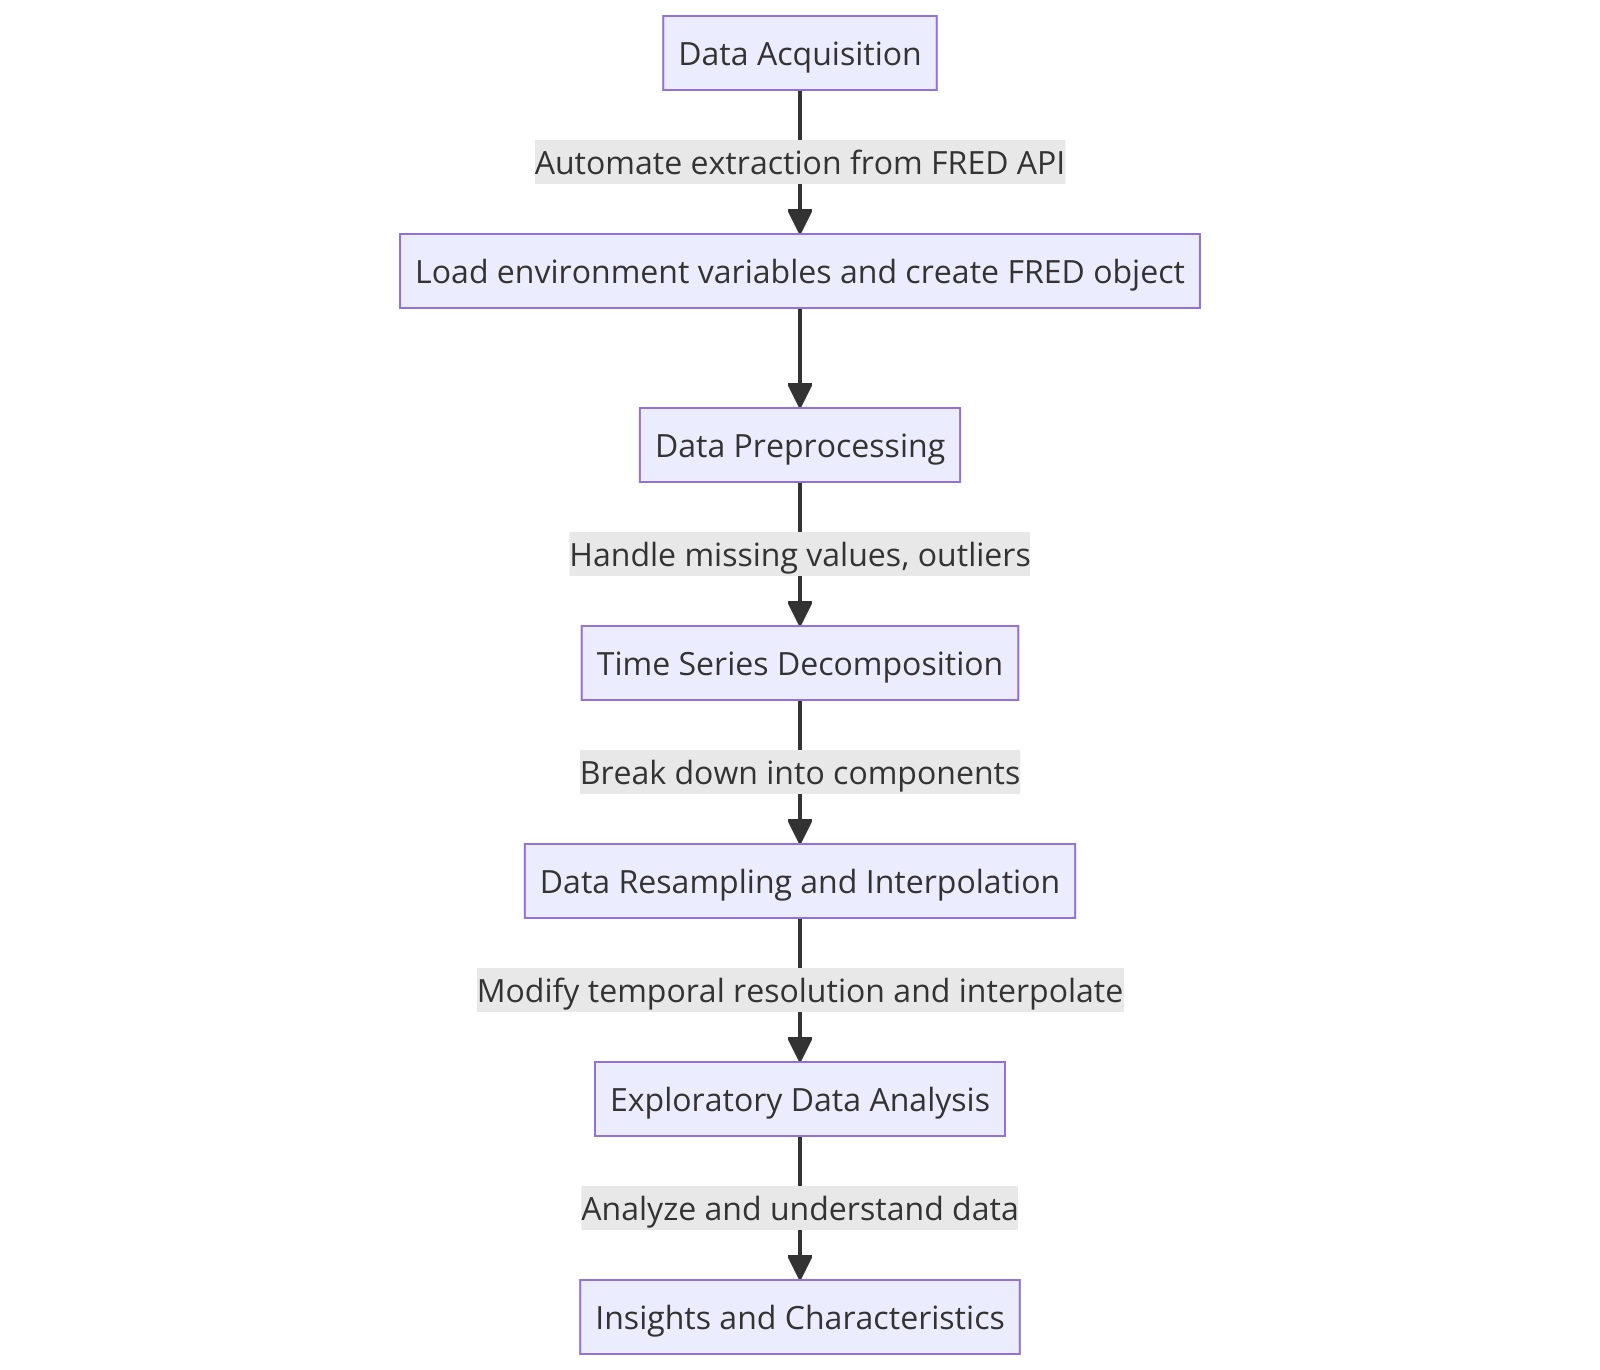 Data Acquisition
Automate extraction from FRED API
Load environment variables and create FRED object
Data Preprocessing
Handle missing values, outliers
Time Series Decomposition
Break down into components
Data Resampling and Interpolation
Modify temporal resolution and interpolate
Exploratory Data Analysis
Analyze and understand data
Insights and Characteristics